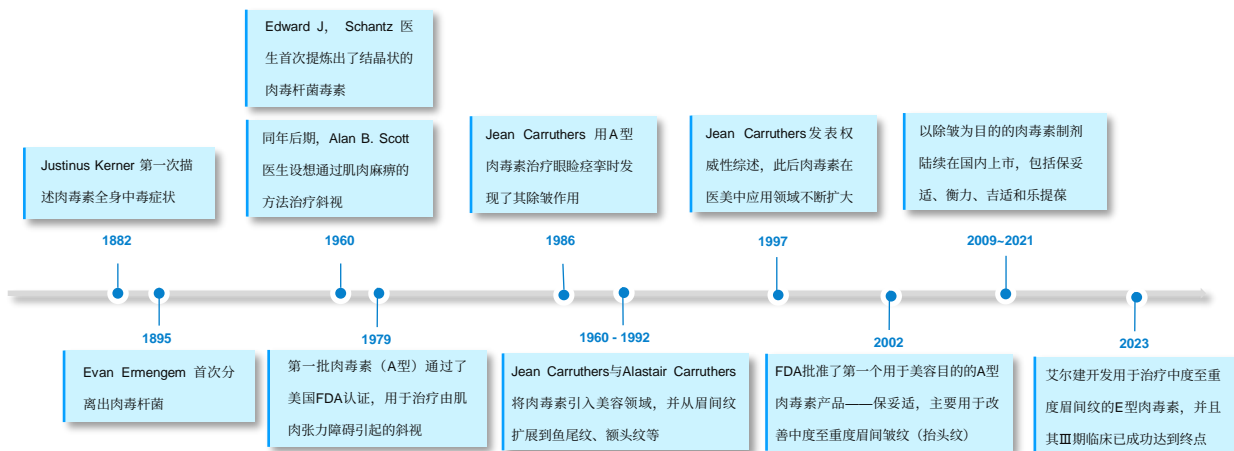 Edward J， Schantz 医
生首次提炼出了结晶状的
肉毒杆菌毒素
Justinus Kerner 第一次描
述肉毒素全身中毒症状
同年后期，Alan B. Scott
医生设想通过肌肉麻痹的
方法治疗斜视
Jean Carruthers 用A型
肉毒素治疗眼睑痉挛时发
现了其除皱作用
Jean Carruthers发表权
威性综述，此后肉毒素在
医美中应用领域不断扩大
以除皱为目的的肉毒素制剂
陆续在国内上市，包括保妥
适、衡力、吉适和乐提葆
1882
1960
1986
1997
2009~2021
1895
1979
1960 - 1992
2002
2023
Evan Ermengem 首次分
离出肉毒杆菌
第一批肉毒素（A型）通过了
美国FDA认证，用于治疗由肌
肉张力障碍引起的斜视
Jean Carruthers与Alastair Carruthers
将肉毒素引入美容领域，并从眉间纹
扩展到鱼尾纹、额头纹等
FDA批准了第一个用于美容目的的A型
肉毒素产品——保妥适，主要用于改
善中度至重度眉间皱纹（抬头纹）
艾尔建开发用于治疗中度至重
度眉间纹的E型肉毒素，并且
其Ⅲ期临床已成功达到终点